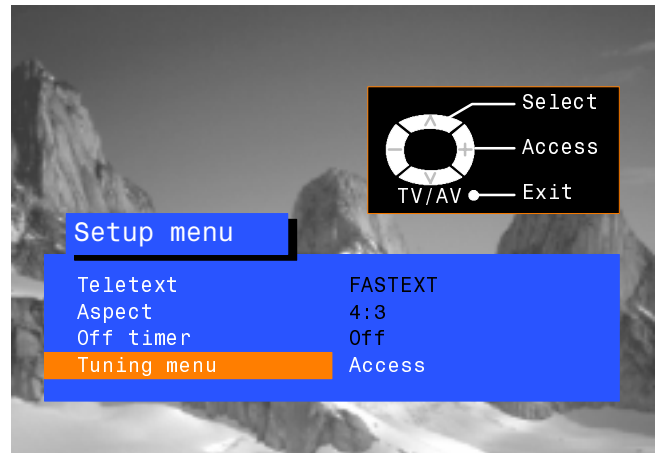 Select
Access
TV/AV Exit
Setup menu
Teletext FASTEXT
Aspect 4:3
Off timer Off
Tuning menu Access